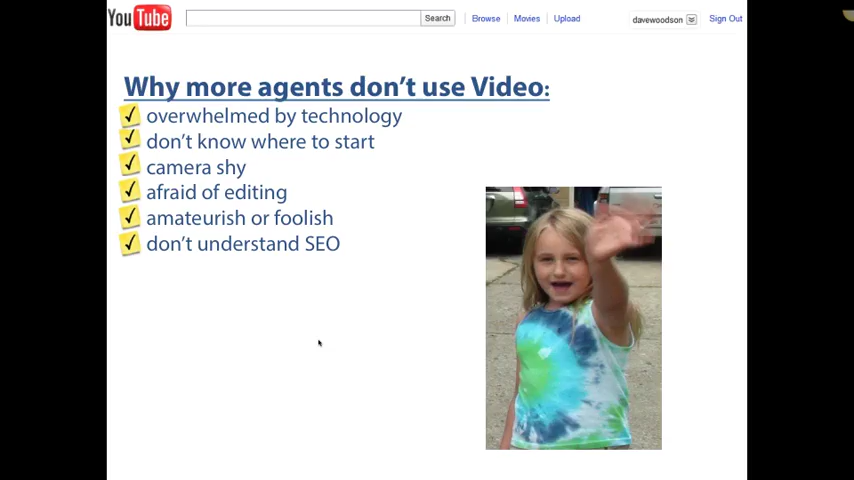 YouTube Search Browse Movies Upload davewoodson Sign Out
Why more agents don't use Video:
overwhelmed by technology
don't know where to start
camera shy
afraid of editing
amateurish or foolish
don't understand SEO